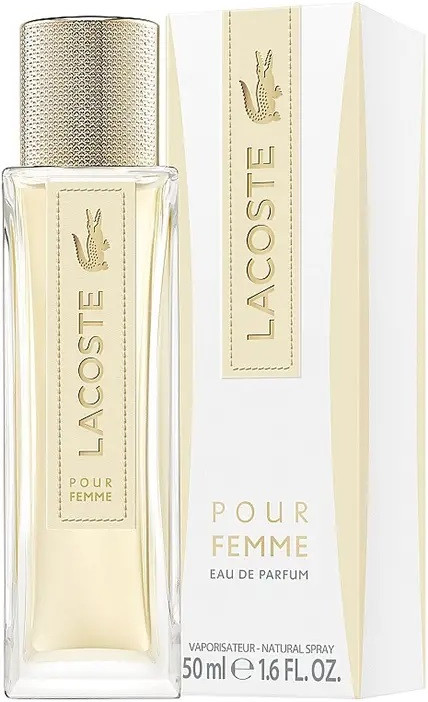 LACOSTE
POUR
FEMME
LACOSTE
POUR
FEMME
EAU DE PARFUM
VAPORISATEUR - NATURAL SPRAY
50 ml ℮ 1.6 FL. OZ.